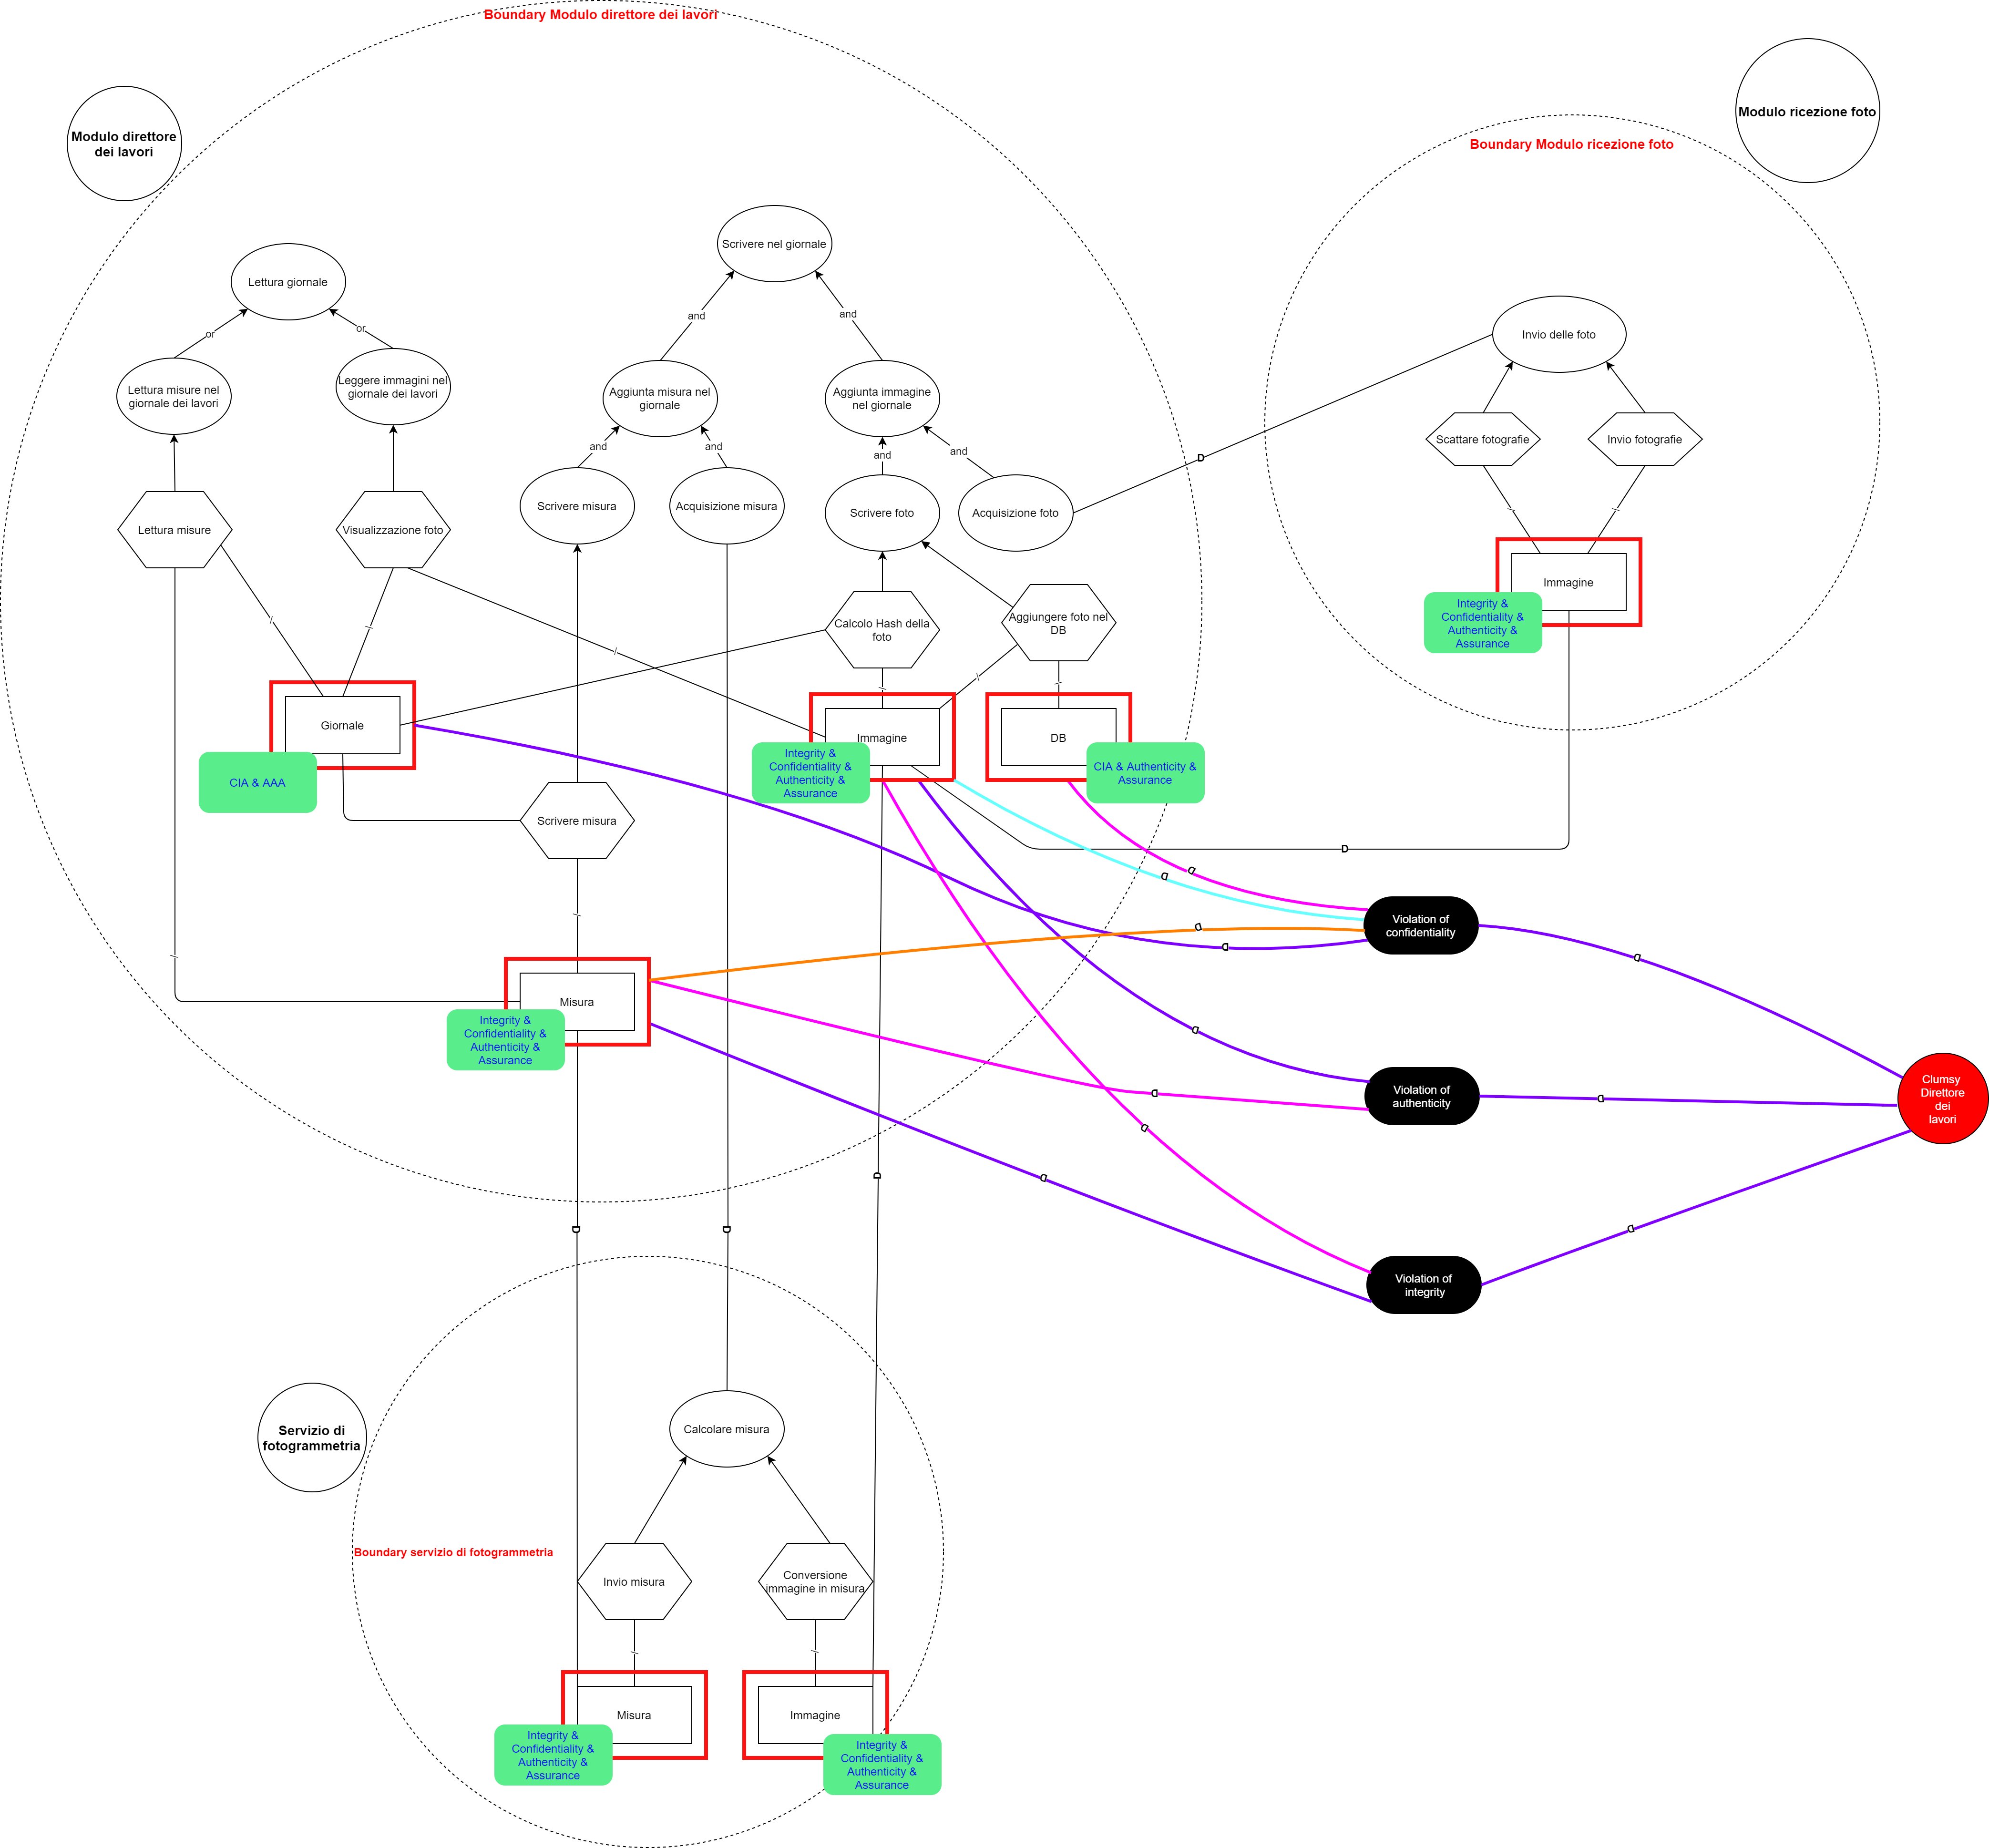 Boundary Modulo direttore dei lavori
Modulo direttore
dei lavori
Modulo ricezione foto
Boundary Modulo ricezione foto
Scrivere nel giornale
Lettura giornale
and
and
or
or
Invio delle foto
Lettura misure nel
giornale dei lavori
Leggere immagini nel
giornale dei lavori
Aggiunta misura nel
giornale
Aggiunta immagine
nel giornale
and
and
and
and
D
Scattare fotografie
Invio fotografie
Scrivere misura
Acquisizione misura
Scrivere foto
Acquisizione foto
Lettura misure
Visualizzazione foto
/
/
Immagine
Integrity &
Confidentiality &
Authenticity &
Assurance
Calcolo Hash della
foto
Aggiungere foto nel
DB
/
/
/
/
/
/
Giornale
CIA & AAA
Immagine
Integrity &
Confidentiality &
Authenticity &
Assurance
DB
CIA & Authenticity &
Assurance
Scrivere misura
D
D
D
/
D
D
Violation of
confidentiality
D
/
Misura
Integrity &
Confidentiality &
Authenticity &
Assurance
D
D
D
Violation of
authenticity
D
Clumsy
Direttore
dei
lavori
D
D
D
D
D
D
Violation of
integrity
Servizio di
fotogrammetria
Calcolare misura
Boundary servizio di fotogrammetria
Invio misura
Conversione
immagine in misura
/
/
Misura
Integrity &
Confidentiality &
Authenticity &
Assurance
Immagine
Integrity &
Confidentiality &
Authenticity &
Assurance